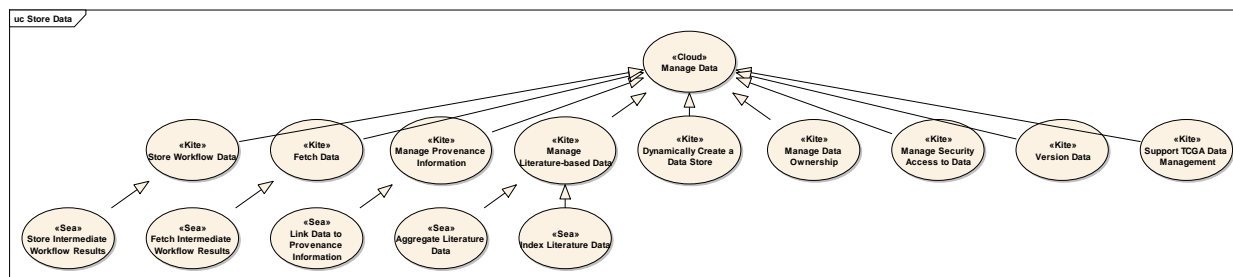 uc Store Data
«Cloud»
Manage Data
«Kite»
Store Workflow Data
«Kite»
Fetch Data
«Kite»
Manage Provenance
Information
«Kite»
Manage
Literature-based Data
«Kite»
Dynamically Create a
Data Store
«Kite»
Manage Data
Ownership
«Kite»
Manage Security
Access to Data
«Kite»
Version Data
«Kite»
Support TCGA Data
Management
«Sea»
Store Intermediate
Workflow Results
«Sea»
Fetch Intermediate
Workflow Results
«Sea»
Link Data to
Provenance
Information
«Sea»
Aggregate Literature
Data
«Sea»
Index Literature Data